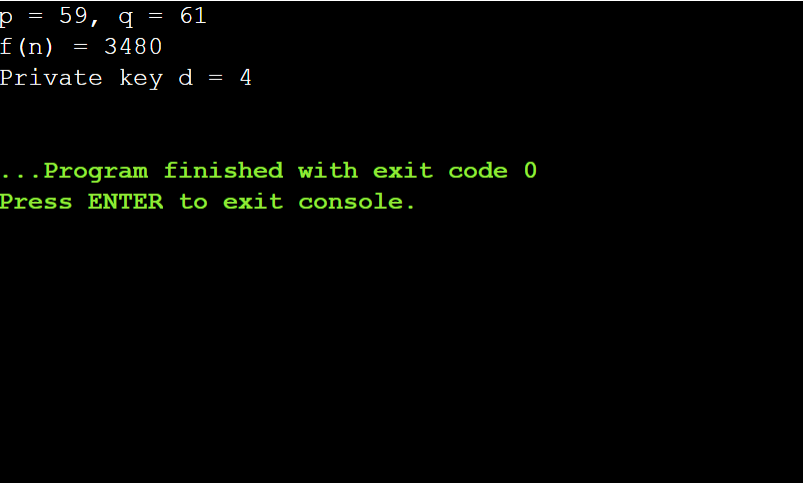 p = 59, q = 61
f(n) = 3480
Private key d = 4
...Program finished with exit code 0
Press ENTER to exit console.